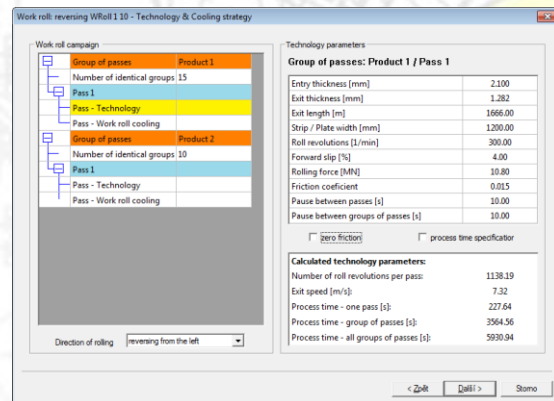 Work roll: reversing WRoll 1 10 - Technology & Cooling strategy
Work roll campaign
Group of passes Product 1
Number of identical groups 15
Pass 1
Pass - Technology
Pass - Work roll cooling
Group of passes Product 2
Number of identical groups 10
Pass 1
Pass - Technology
Pass - Work roll cooling
Direction of rolling reversing from the left
Technology parameters
Group of passes: Product 1 / Pass 1
Entry thickness [mm] 2.100
Exit thickness [mm] 1.282
Exit length [m] 1666.00
Strip / Plate width [mm] 1200.00
Roll revolutions [1/min] 300.00
Forward slip [%] 4.00
Rolling force [MN] 10.80
Friction coeficient 0.015
Pause between passes [s] 10.00
Pause between groups of passes [s] 10.00
zero friction process time specificatior
Calculated technology parameters:
Number of roll revolutions per pass: 1138.19
Exit speed [m/s]: 7.32
Process time - one pass [s]: 227.64
Process time - group of passes [s]: 3564.56
Process time - all groups of passes [s]: 5930.94
< Zpět Další > Storno